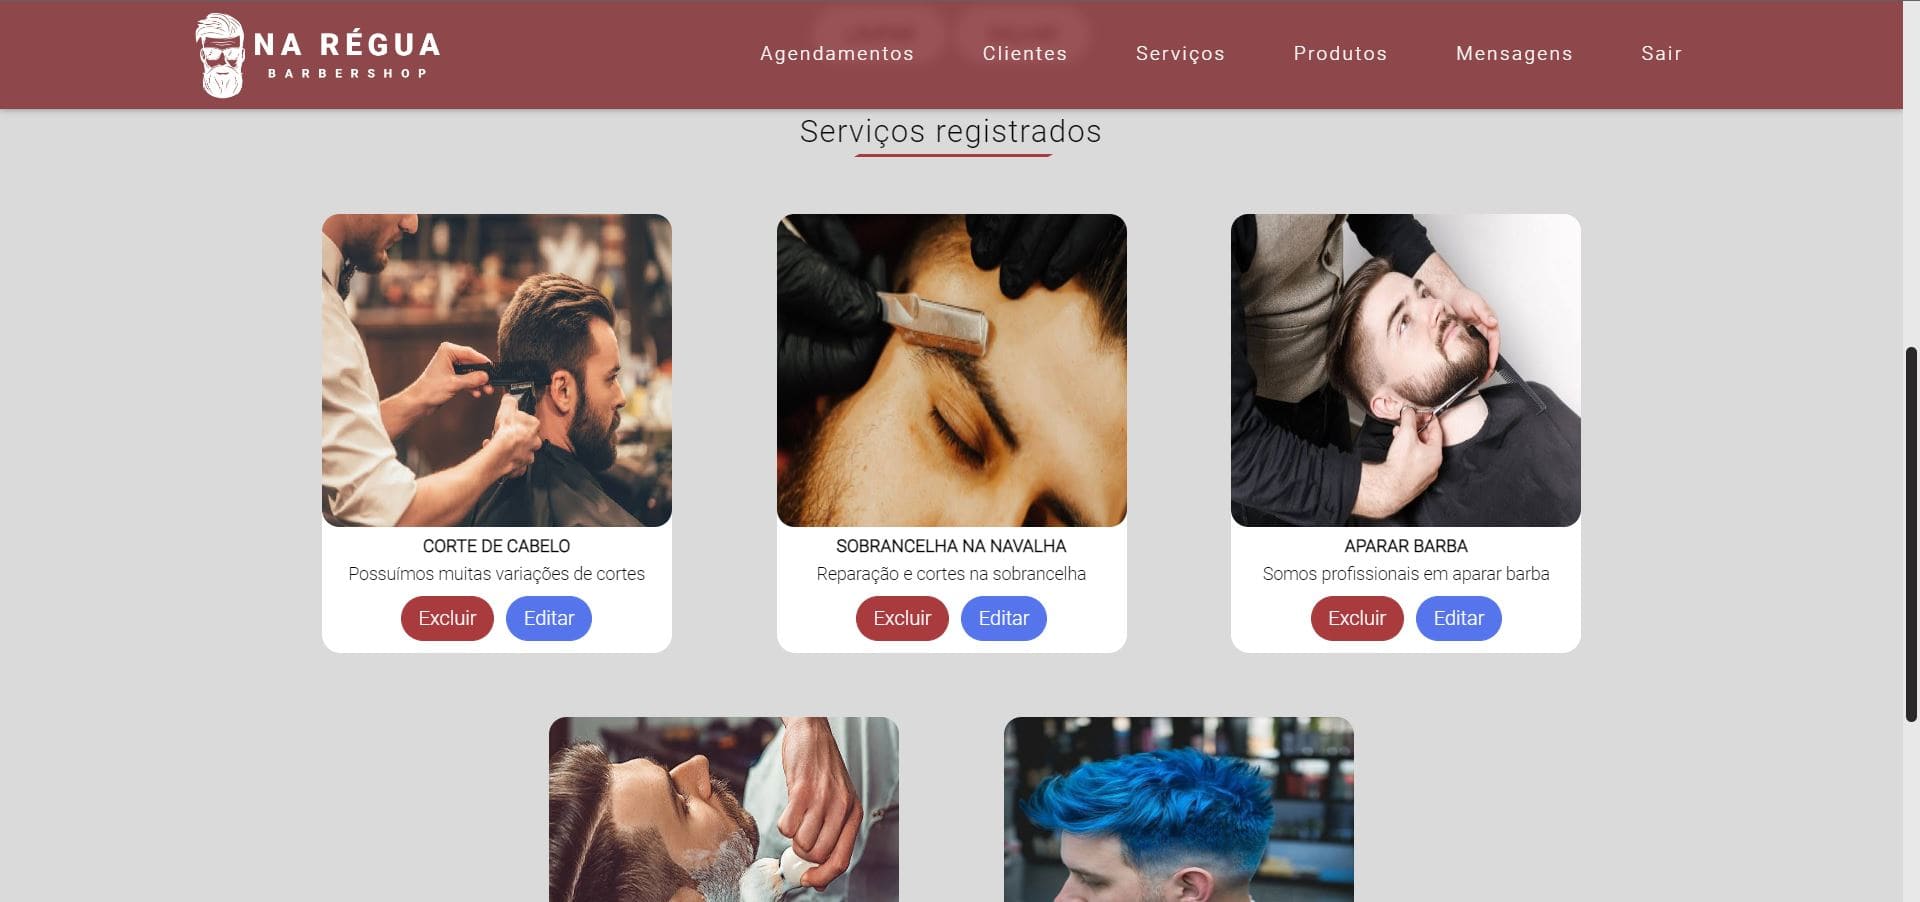 NA RÉGUA
BARBERSHOP
Agendamentos
Clientes
Serviços
Produtos
Mensagens
Sair
Serviços registrados
CORTE DE CABELO
Possuímos muitas variações de cortes
Excluir
Editar
SOBRANCELHA NA NAVALHA
Reparação e cortes na sobrancelha
Excluir
Editar
APARAR BARBA
Somos profissionais em aparar barba
Excluir
Editar